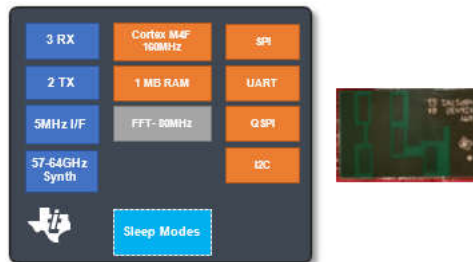 3 RX
Cortex M4F
160MHz
SPI
2 TX
1 MB RAM
UART
5MHz I/F
FFT- 80MHz
QSPI
57-64GHz
Synth
I2C
Sleep Modes